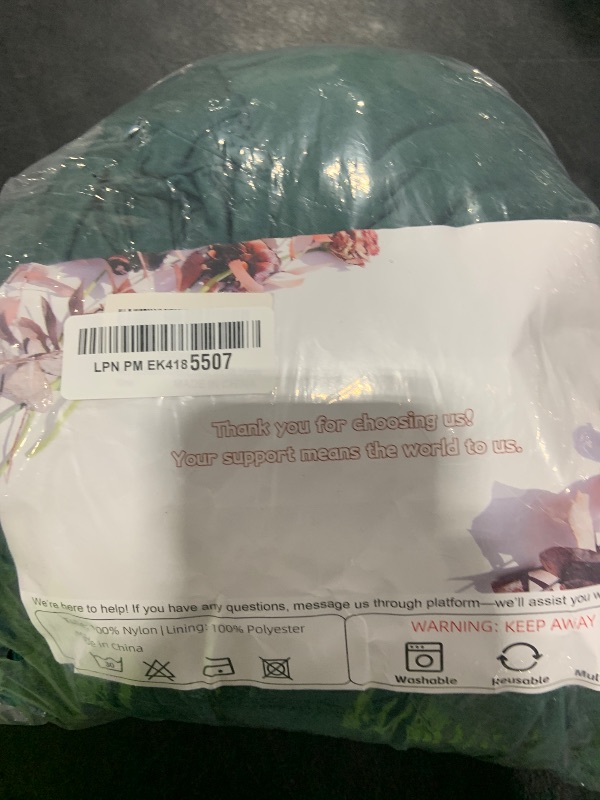 LPN PM EK4185507
Thank you for choosing us!
Your support means the world to us.
We're here to help! If you have any questions, message us through platform—we'll assist you
100% Nylon | Lining: 100% Polyester
in China
30
WARNING: KEEP AWAY
Washable
Reusable